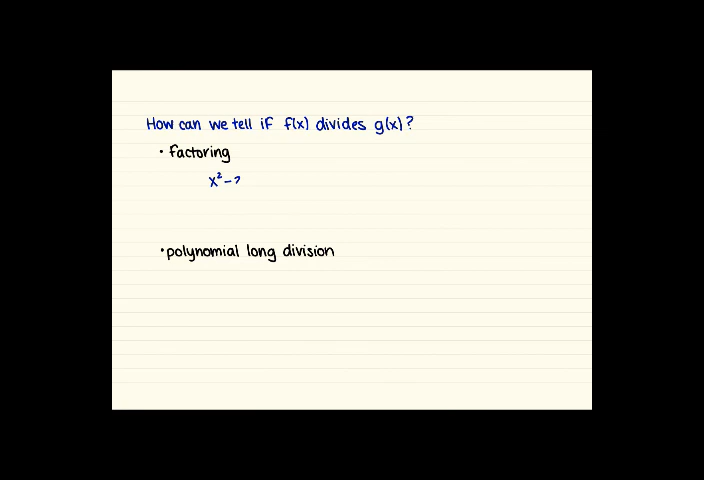 How can we tell if f(x) divides g(x)?
• factoring
x² -
• polynomial long division